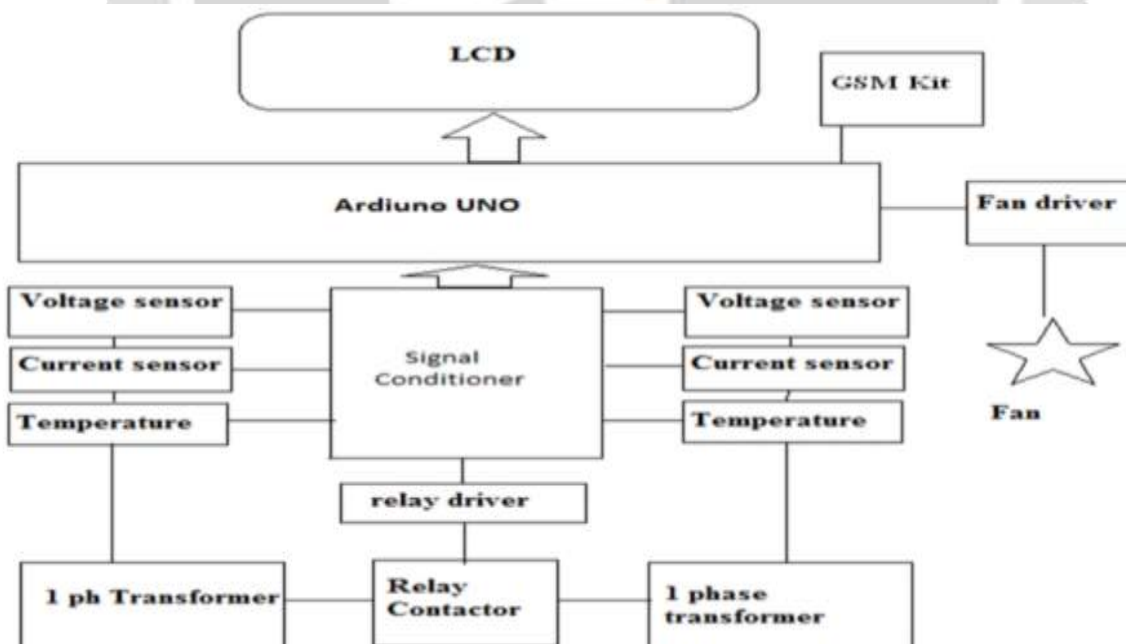 LCD
GSM Kit
Ardiuno UNO
Fan driver
Voltage sensor
Voltage sensor
Current sensor
Signal
Conditioner
Current sensor
Temperature
Temperature
Fan
relay driver
1 ph Transformer
Relay
Contactor
1 phase
transformer